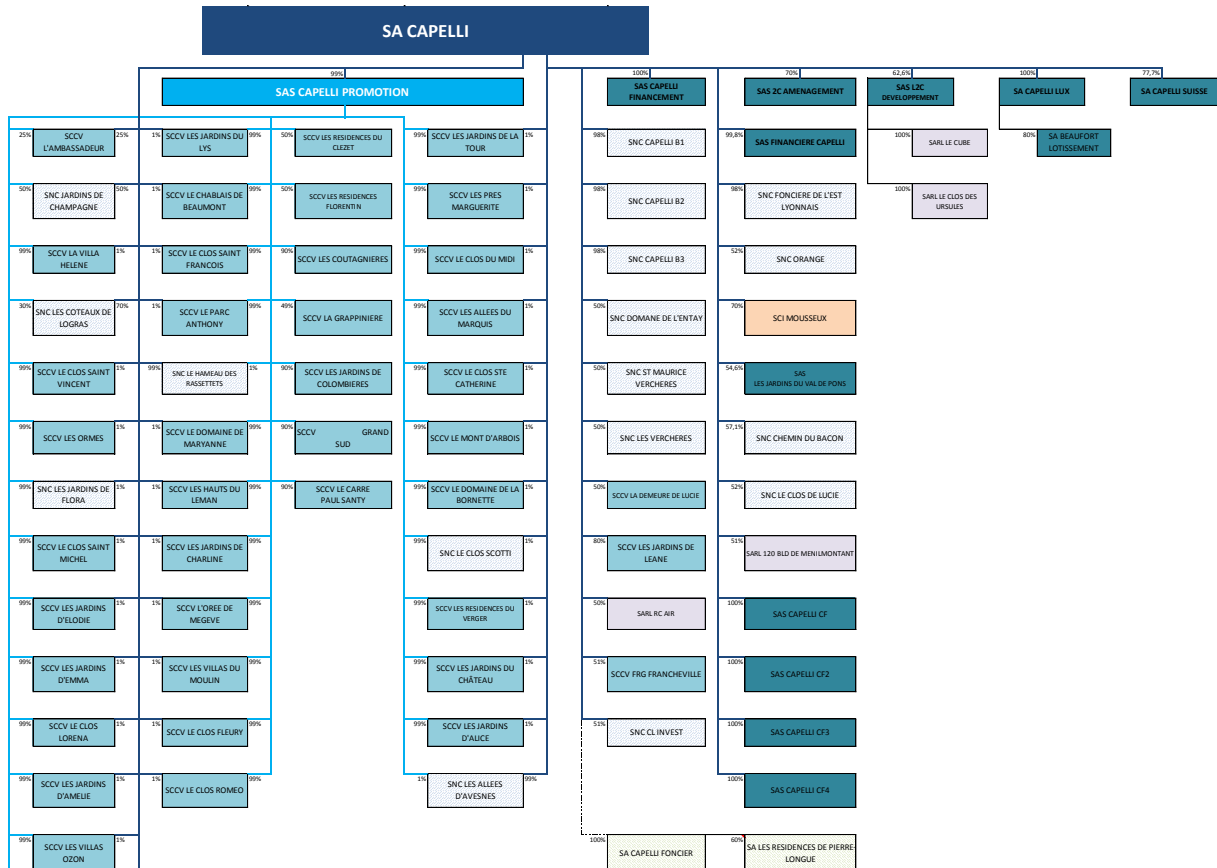 SA CAPELLI
99%
SAS CAPELLI PROMOTION
100%
SAS CAPELLI
FINANCEMENT
70%
SAS 2C AMENAGEMENT
62,6%
SAS L2C
DEVELOPPEMENT
100%
SA CAPELLI LUX
77,7%
SA CAPELLI SUISSE
25%
SCCV
L'AMBASSADEUR
25%
1%
SCCV LES JARDINS DU
LYS
99%
50%
SCCV LES RESIDENCES DU
CLEZET
99%
SCCV LES JARDINS DE LA
TOUR
1%
98%
SNC CAPELLI B1
99,8%
SAS FINANCIERE CAPELLI
100%
SARL LE CUBE
80%
SA BEAUFORT
LOTISSEMENT
50%
SNC JARDINS DE
CHAMPAGNE
50%
1%
SCCV LE CHABLAIS DE
BEAUMONT
99%
50%
SCCV LES RESIDENCES
FLORENTIN
99%
SCCV LES PRES
MARGUERITE
1%
98%
SNC CAPELLI B2
98%
SNC FONCIERE DE L'EST
LYONNAIS
100%
SARL LE CLOS DES
URSULES
99%
SCCV LA VILLA
HELENE
1%
1%
SCCV LE CLOS SAINT
FRANCOIS
99%
90%
SCCV LES COUTAGNIERES
99%
SCCV LE CLOS DU MIDI
1%
98%
SNC CAPELLI B3
52%
SNC ORANGE
30%
SNC LES COTEAUX DE
LOGRAS
70%
1%
SCCV LE PARC
ANTHONY
99%
49%
SCCV LA GRAPPINIERE
99%
SCCV LES ALLEES DU
MARQUIS
1%
50%
SNC DOMANE DE L'ENTAY
70%
SCI MOUSSEUX
99%
SCCV LE CLOS SAINT
VINCENT
1%
99%
SNC LE HAMEAU DES
RASSETTETS
1%
90%
SCCV LES JARDINS DE
COLOMBIERES
99%
SCCV LE CLOS STE
CATHERINE
1%
50%
SNC ST MAURICE
VERCHERES
54,6%
SAS
LES JARDINS DU VAL DE PONS
99%
SCCV LES ORMES
1%
1%
SCCV LE DOMAINE DE
MARYANNE
99%
90%
SCCV GRAND
SUD
99%
SCCV LE MONT D'ARBOIS
1%
50%
SNC LES VERCHERES
57,1%
SNC CHEMIN DU BACON
99%
SNC LES JARDINS DE
FLORA
1%
1%
SCCV LES HAUTS DU
LEMAN
99%
90%
SCCV LE CARRE
PAUL SANTY
99%
SCCV LE DOMAINE DE LA
BORNETTE
1%
50%
SCCV LA DEMEURE DE LUCIE
52%
SNC LE CLOS DE LUCIE
99%
SCCV LE CLOS SAINT
MICHEL
1%
1%
SCCV LES JARDINS DE
CHARLINE
99%
99%
SNC LE CLOS SCOTTI
1%
80%
SCCV LES JARDINS DE
LEANE
51%
SARL 120 BLD DE MENILMONTANT
99%
SCCV LES JARDINS
D'ELODIE
1%
1%
SCCV L'OREE DE
MEGEVE
99%
99%
SCCV LES RESIDENCES DU
VERGER
1%
50%
SARL RC AIR
100%
SAS CAPELLI CF
99%
SCCV LES JARDINS
D'EMMA
1%
1%
SCCV LES VILLAS DU
MOULIN
99%
99%
SCCV LES JARDINS DU
CHÂTEAU
1%
51%
SCCV FRG FRANCHEVILLE
100%
SAS CAPELLI CF2
99%
SCCV LE CLOS
LORENA
1%
1%
SCCV LE CLOS FLEURY
99%
99%
SCCV LES JARDINS
D'ALICE
1%
51%
SNC CL INVEST
100%
SAS CAPELLI CF3
99%
SCCV LES JARDINS
D'AMELIE
1%
1%
SCCV LE CLOS ROMEO
99%
1%
SNC LES ALLEES
D'AVESNES
99%
100%
SAS CAPELLI CF4
99%
SCCV LES VILLAS
OZON
1%
100%
SA CAPELLI FONCIER
60%
SA LES RESIDENCES DE PIERRE-
LONGUE